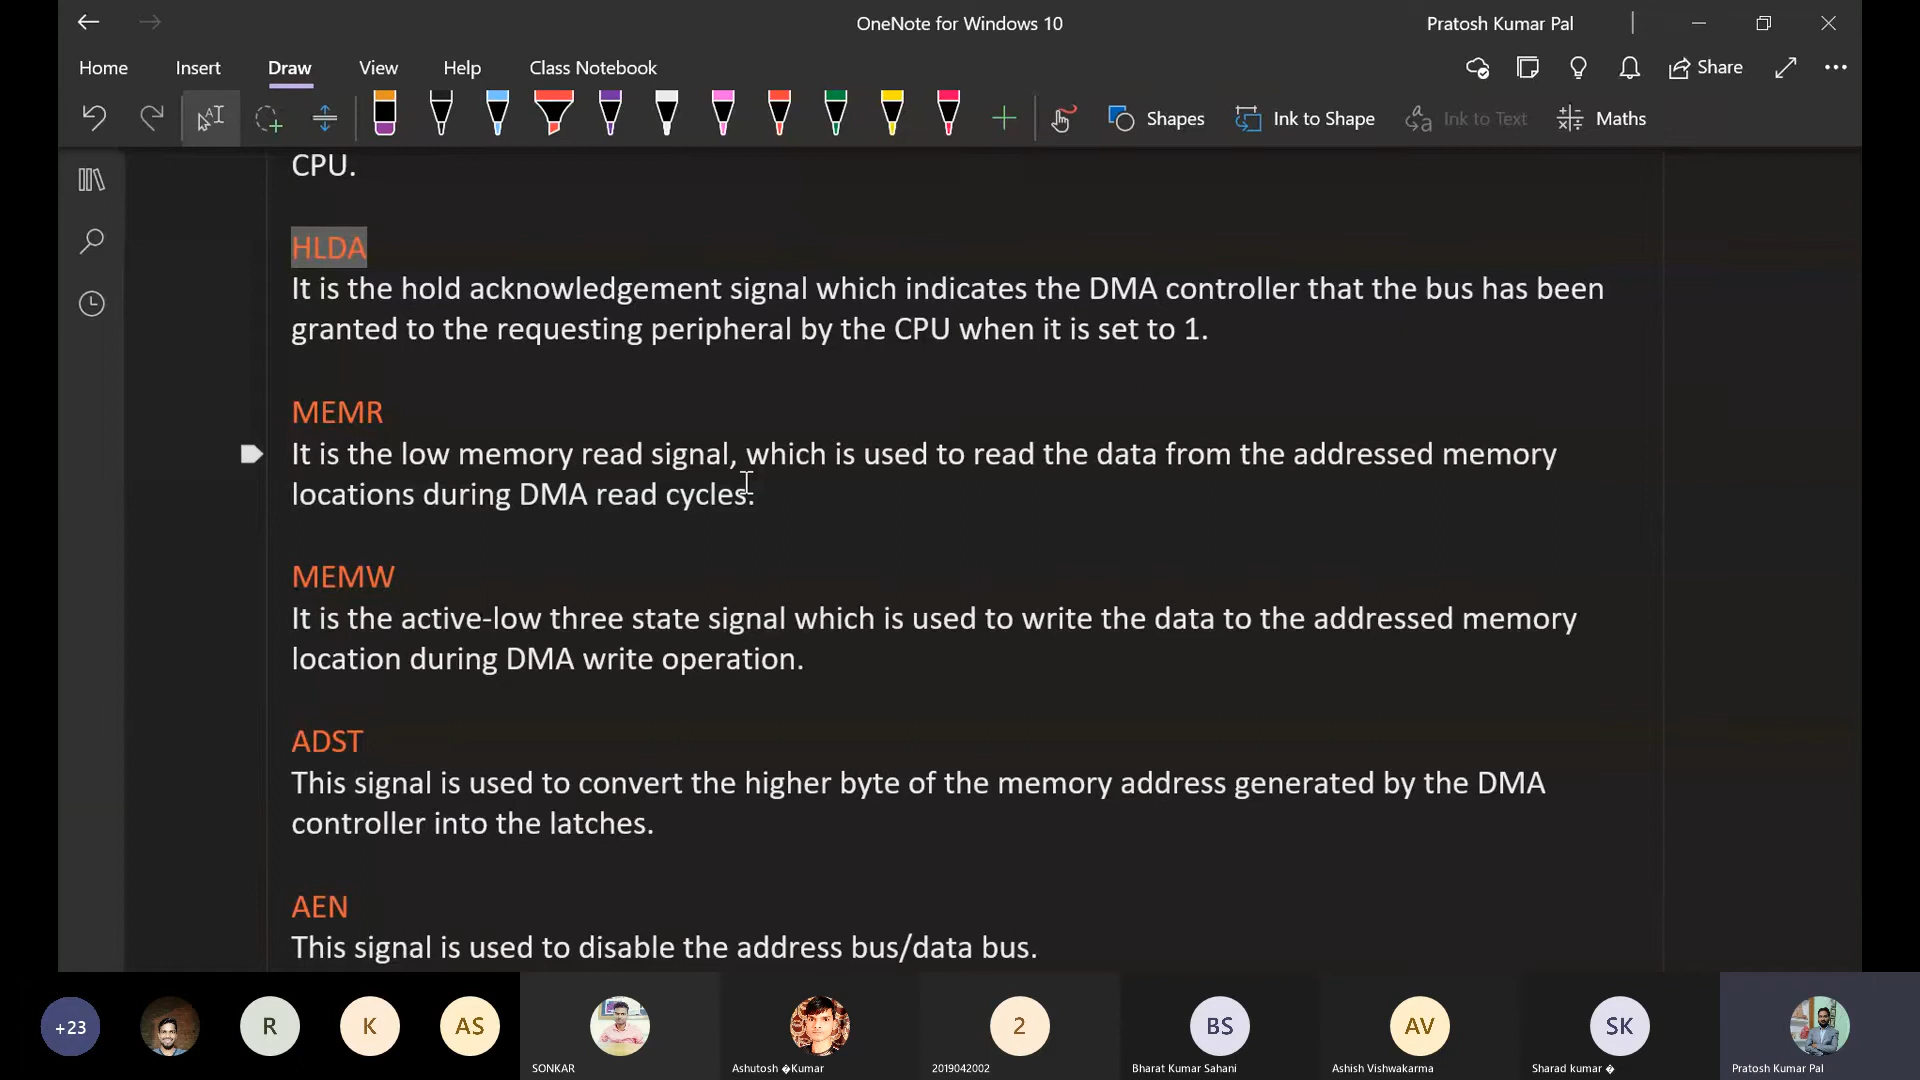 OneNote for Windows 10
Pratosh Kumar Pal
Home Insert Draw View Help Class Notebook
Share
Shapes Ink to Shape Ink to Text Maths
CPU.
HLDA
It is the hold acknowledgement signal which indicates the DMA controller that the bus has been
granted to the requesting peripheral by the CPU when it is set to 1.
MEMR
It is the low memory read signal, which is used to read the data from the addressed memory
locations during DMA read cycles.
MEMW
It is the active-low three state signal which is used to write the data to the addressed memory
location during DMA write operation.
ADST
This signal is used to convert the higher byte of the memory address generated by the DMA
controller into the latches.
AEN
This signal is used to disable the address bus/data bus.
+23 R K AS 2 BS AV SK
SONKAR Ashutosh �Kumar 2019042002 Bharat Kumar Sahani Ashish Vishwakarma Sharad kumar � Pratosh Kumar Pal